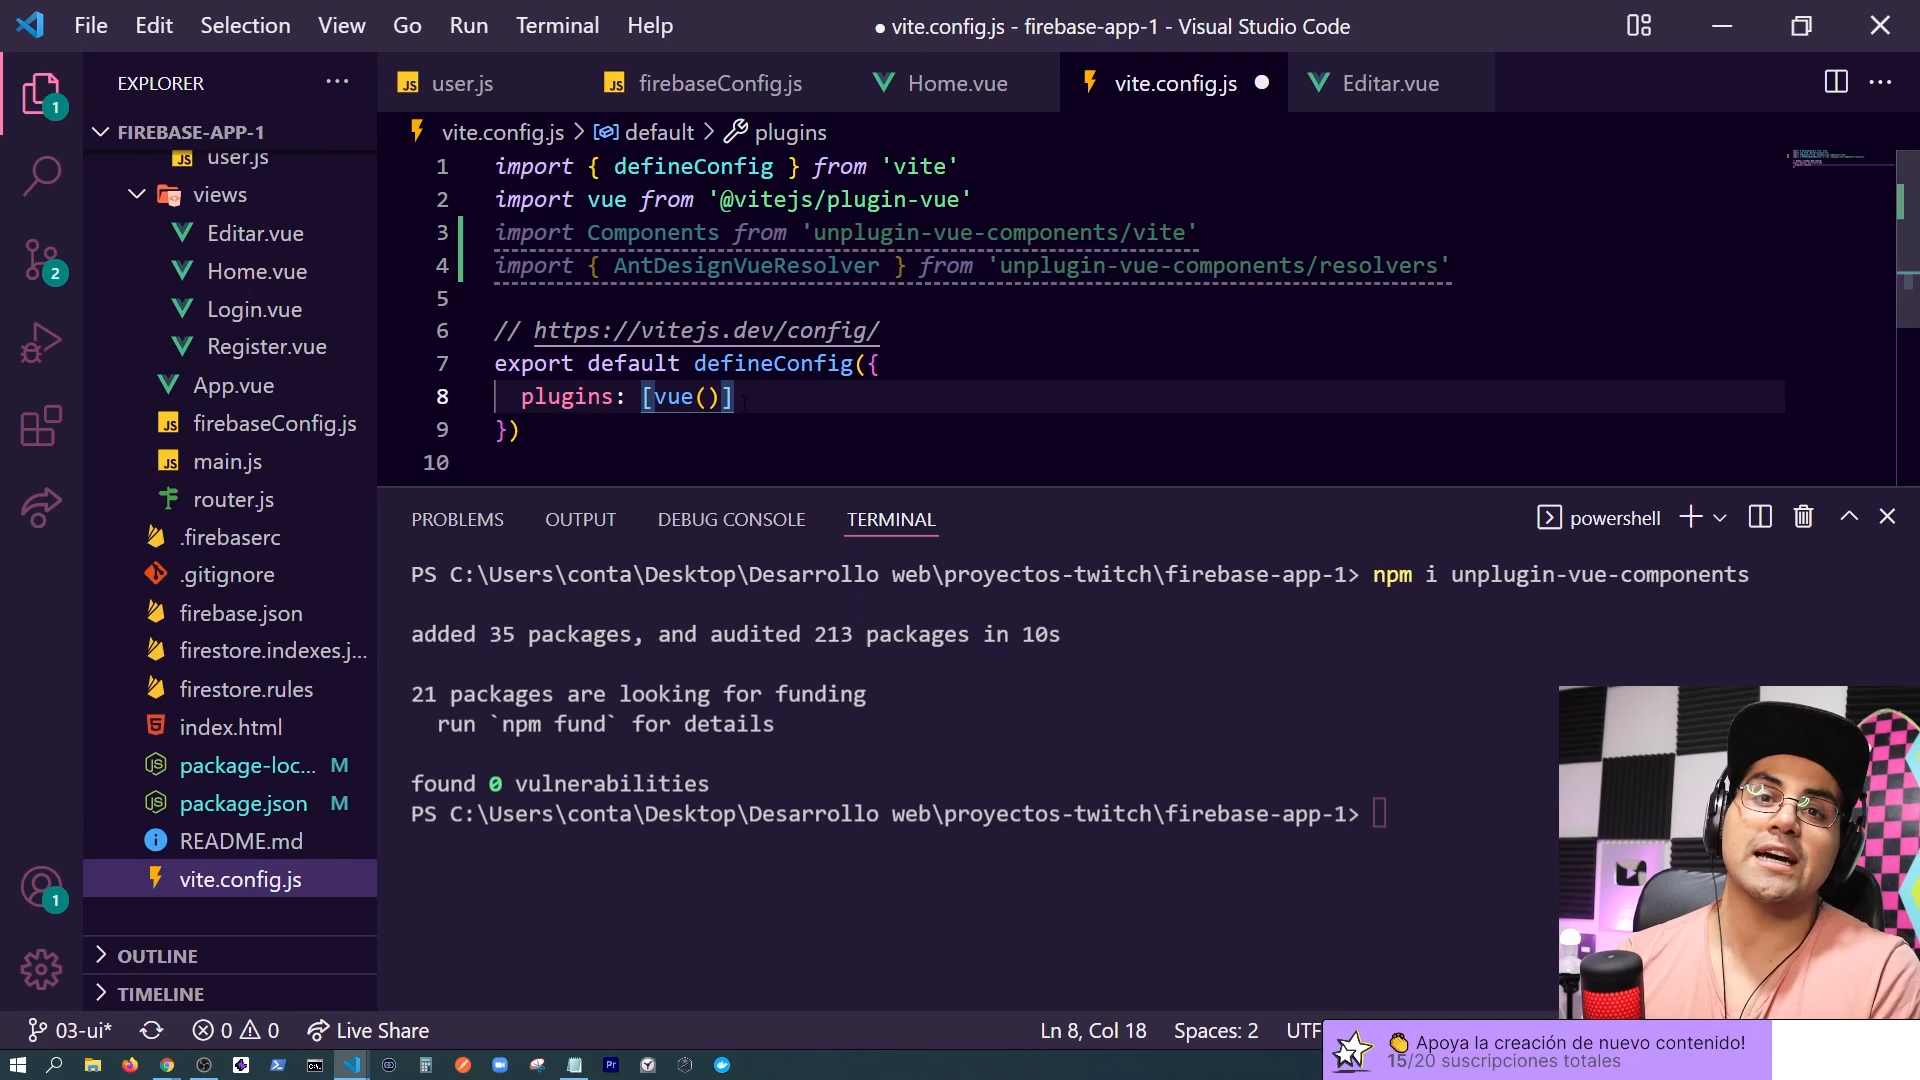 File Edit Selection View Go Run Terminal Help
● vite.config.js - firebase-app-1 - Visual Studio Code
EXPLORER
FIREBASE-APP-1
user.js
views
Editar.vue
Home.vue
Login.vue
Register.vue
App.vue
firebaseConfig.js
main.js
router.js
.firebaserc
.gitignore
firebase.json
firestore.indexes.j...
firestore.rules
index.html
package-loc... M
package.json M
README.md
vite.config.js
OUTLINE
TIMELINE
1
2
1
user.js firebaseConfig.js Home.vue vite.config.js Editar.vue
vite.config.js > default > plugins
1 import { defineConfig } from 'vite'
2 import vue from '@vitejs/plugin-vue'
3 import Components from 'unplugin-vue-components/vite'
4 import { AntDesignVueResolver } from 'unplugin-vue-components/resolvers'
5
6 // https://vitejs.dev/config/
7 export default defineConfig({
8 plugins: [vue()]
9 })
10
PROBLEMS OUTPUT DEBUG CONSOLE TERMINAL
powershell
PS C:\Users\conta\Desktop\Desarrollo web\proyectos-twitch\firebase-app-1> npm i unplugin-vue-components
added 35 packages, and audited 213 packages in 10s
21 packages are looking for funding
run `npm fund` for details
found 0 vulnerabilities
PS C:\Users\conta\Desktop\Desarrollo web\proyectos-twitch\firebase-app-1>
03-ui* 0 0 Live Share
Ln 8, Col 18 Spaces: 2 UTF
Apoya la creación de nuevo contenido!
15/20 suscripciones totales